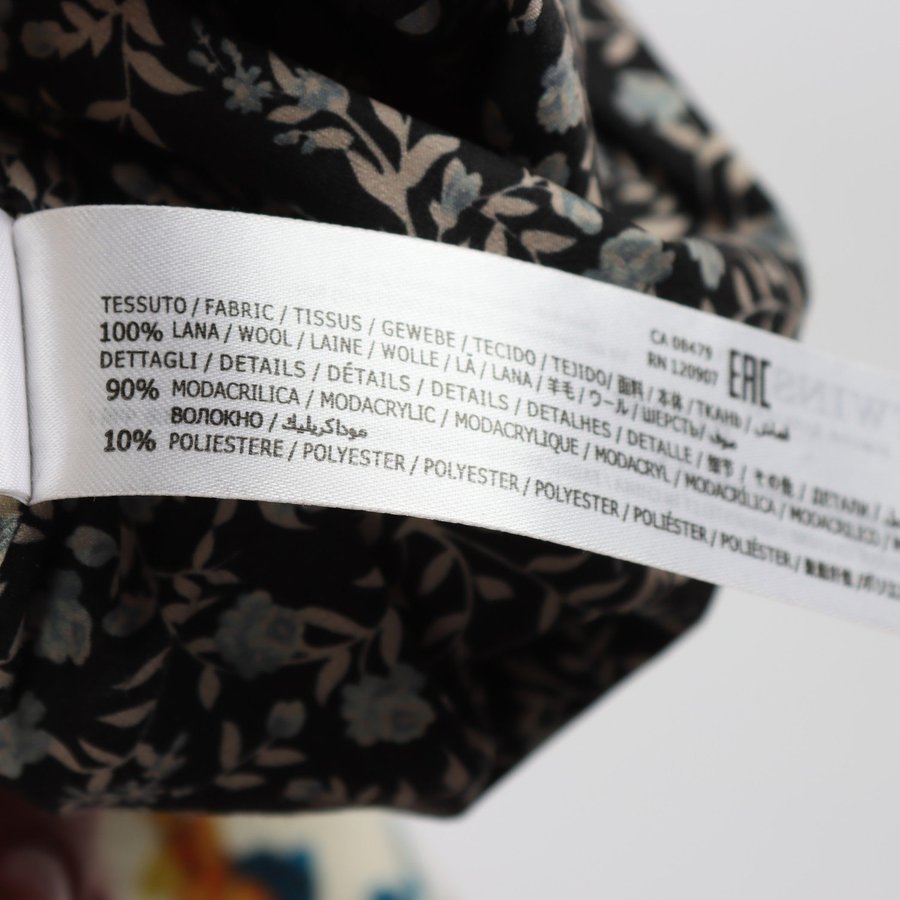 TESSUTO / FABRIC / TISSUS / GEWEBE / TECIDO / TEJIDO / 面料 / 本体 / ТКАНЬ / قماش
100% LANA / WOOL / LAINE / WOLLE / LÃ / LANA / 羊毛 / ウール / ШЕРСТЬ / صوف
DETTAGLI / DETAILS / DÉTAILS / DETAILS / DETALHES / DETALLE / 细节 / その他 / ДЕТАЛИ /
90% MODACRILICA / MODACRYLIC / MODACRYLIQUE / MODACRYL / MODACRÍLICA / MODACRILICO /
ВОЛОКНО / موداكريليك
10% POLIESTERE / POLYESTER / POLYESTER / POLYESTER / POLIÉSTER / POLIÉSTER /
CA 08479
RN 120907
EAC